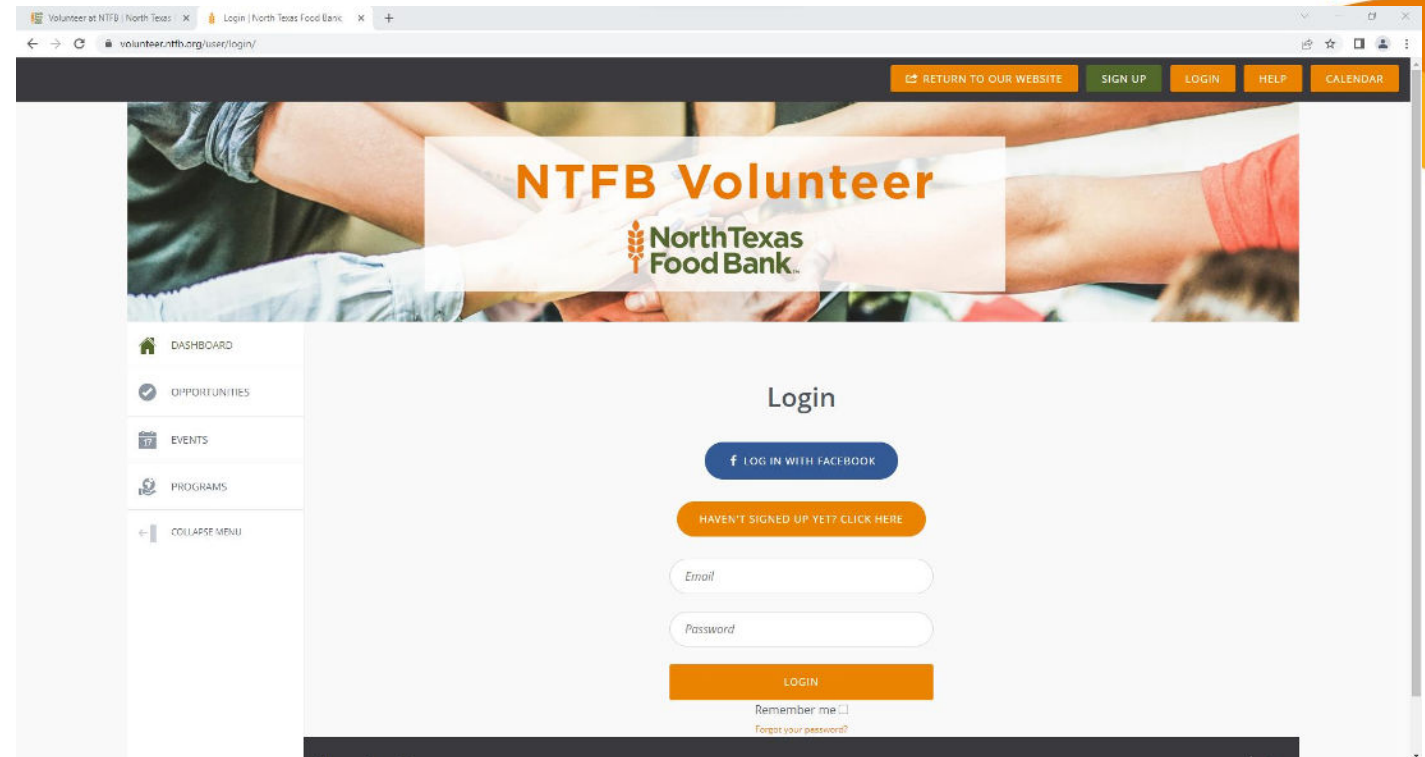 Volunteer at NTFB | North Texas
Login | North Texas Food Bank
volunteer.ntfb.org/user/login/
RETURN TO OUR WEBSITE
SIGN UP
LOGIN
HELP
CALENDAR
NTFB Volunteer
NorthTexas
Food Bank
DASHBOARD
OPPORTUNITIES
17
EVENTS
PROGRAMS
COLLAPSE MENU
Login
f LOG IN WITH FACEBOOK
HAVEN'T SIGNED UP YET? CLICK HERE
Email
Password
LOGIN
Remember me
Forgot your password?